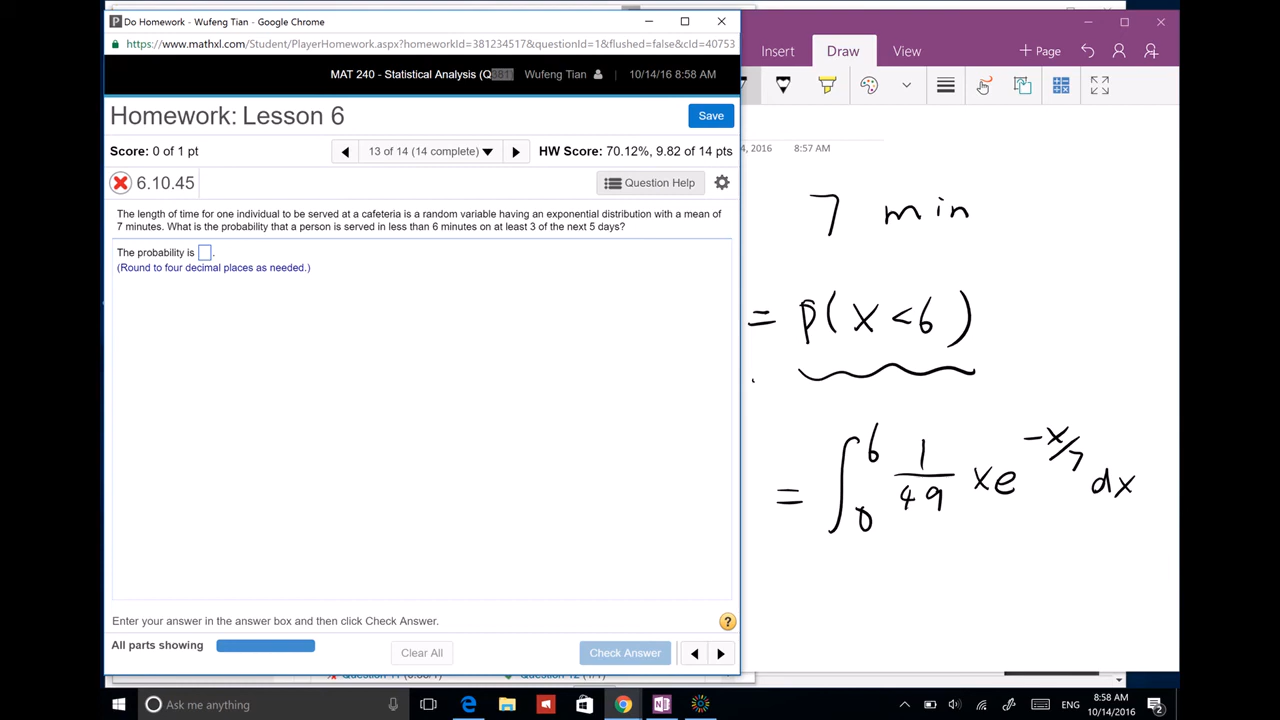 Do Homework - Wufeng Tian - Google Chrome
https://www.mathxl.com/Student/PlayerHomework.aspx?homeworkId=381234517&questionId=1&flushed=false&cId=40753
MAT 240 - Statistical Analysis (Q381) Wufeng Tian 10/14/16 8:58 AM
Insert Draw View + Page
Homework: Lesson 6 Save
Score: 0 of 1 pt 13 of 14 (14 complete) HW Score: 70.12%, 9.82 of 14 pts
4, 2016 8:57 AM
6.10.45 Question Help
The length of time for one individual to be served at a cafeteria is a random variable having an exponential distribution with a mean of
7 minutes. What is the probability that a person is served in less than 6 minutes on at least 3 of the next 5 days?
The probability is .
(Round to four decimal places as needed.)
7 min
= P(X<6)
= ∫₀⁶ 1/49 xe^(-x/7) dx
Enter your answer in the answer box and then click Check Answer. ?
All parts showing Clear All Check Answer
Ask me anything
ENG
8:58 AM
10/14/2016
2